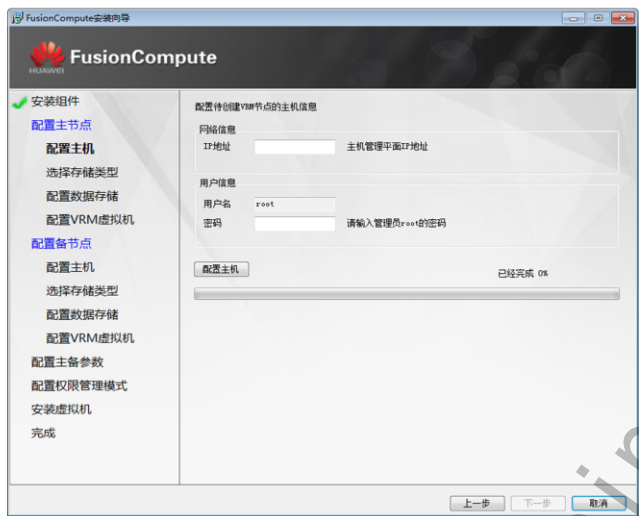 FusionCompute安装向导
HUAWEI
FusionCompute
安装组件
配置主节点
配置主机
选择存储类型
配置数据存储
配置VRM虚拟机
配置备节点
配置主机
选择存储类型
配置数据存储
配置VRM虚拟机
配置主备参数
配置权限管理模式
安装虚拟机
完成
配置待创建VRM节点的主机信息
网络信息
IP地址 主机管理平面IP地址
用户信息
用户名 root
密码 请输入管理员root的密码
配置主机 已经完成 0%
上一步 下一步 取消